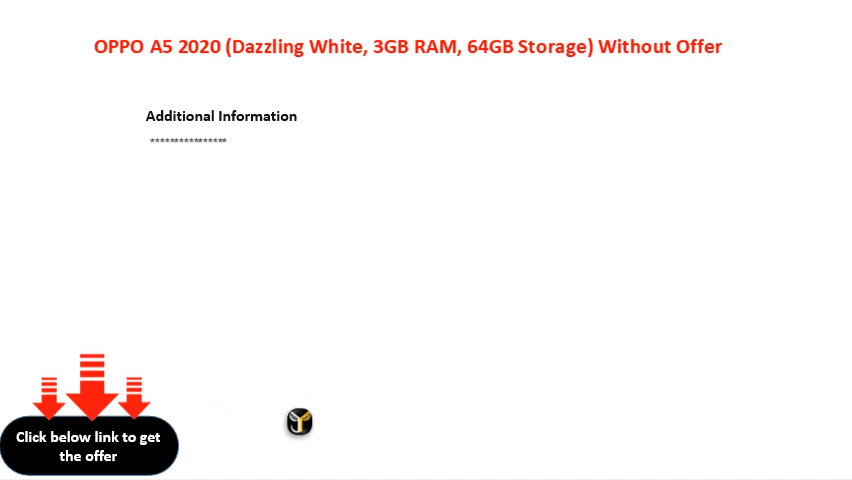 OPPO A5 2020 (Dazzling White, 3GB RAM, 64GB Storage) Without Offer
Additional Information
****************
Click below link to get
the offer